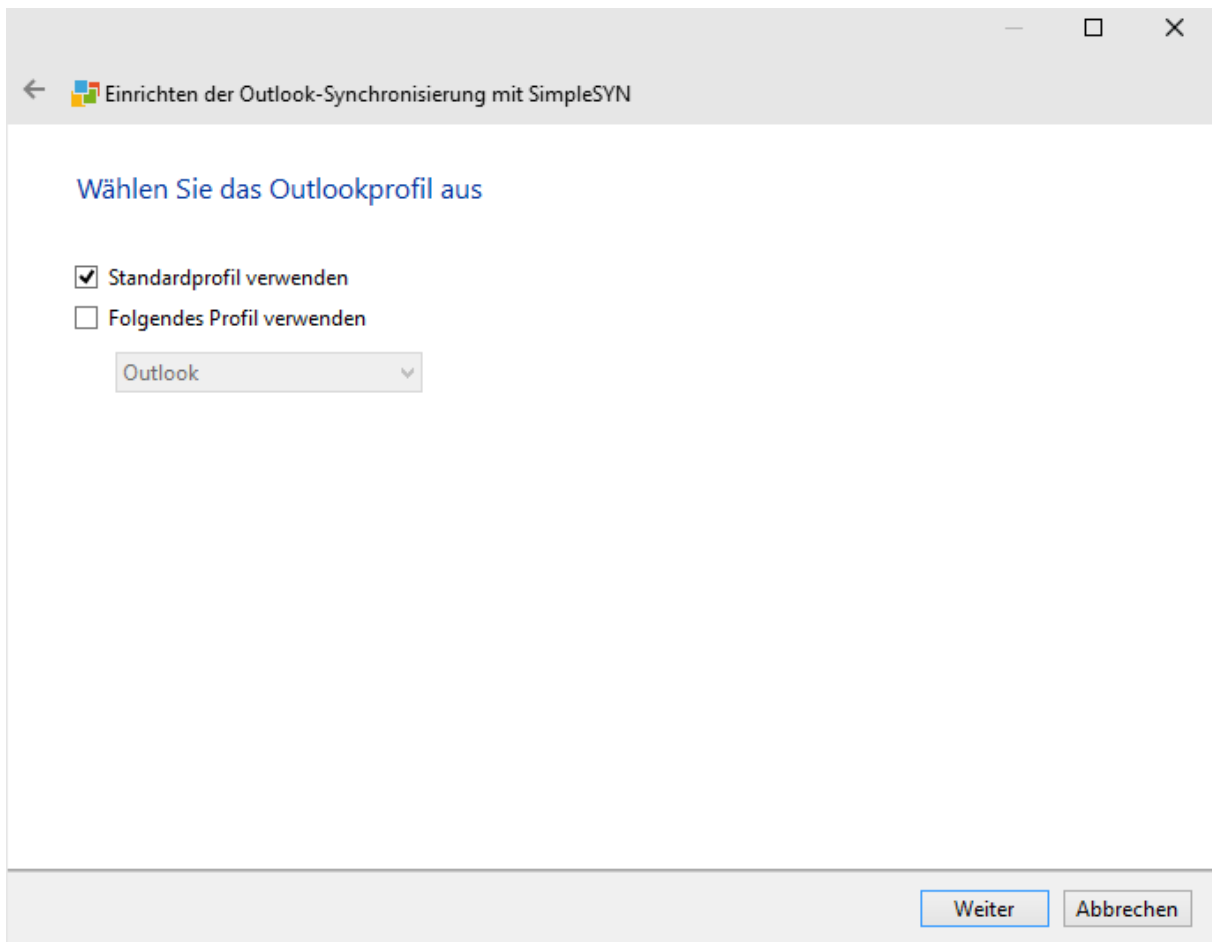 Einrichten der Outlook-Synchronisierung mit SimpleSYN
Wählen Sie das Outlookprofil aus
Standardprofil verwenden
Folgendes Profil verwenden
Outlook
Weiter
Abbrechen